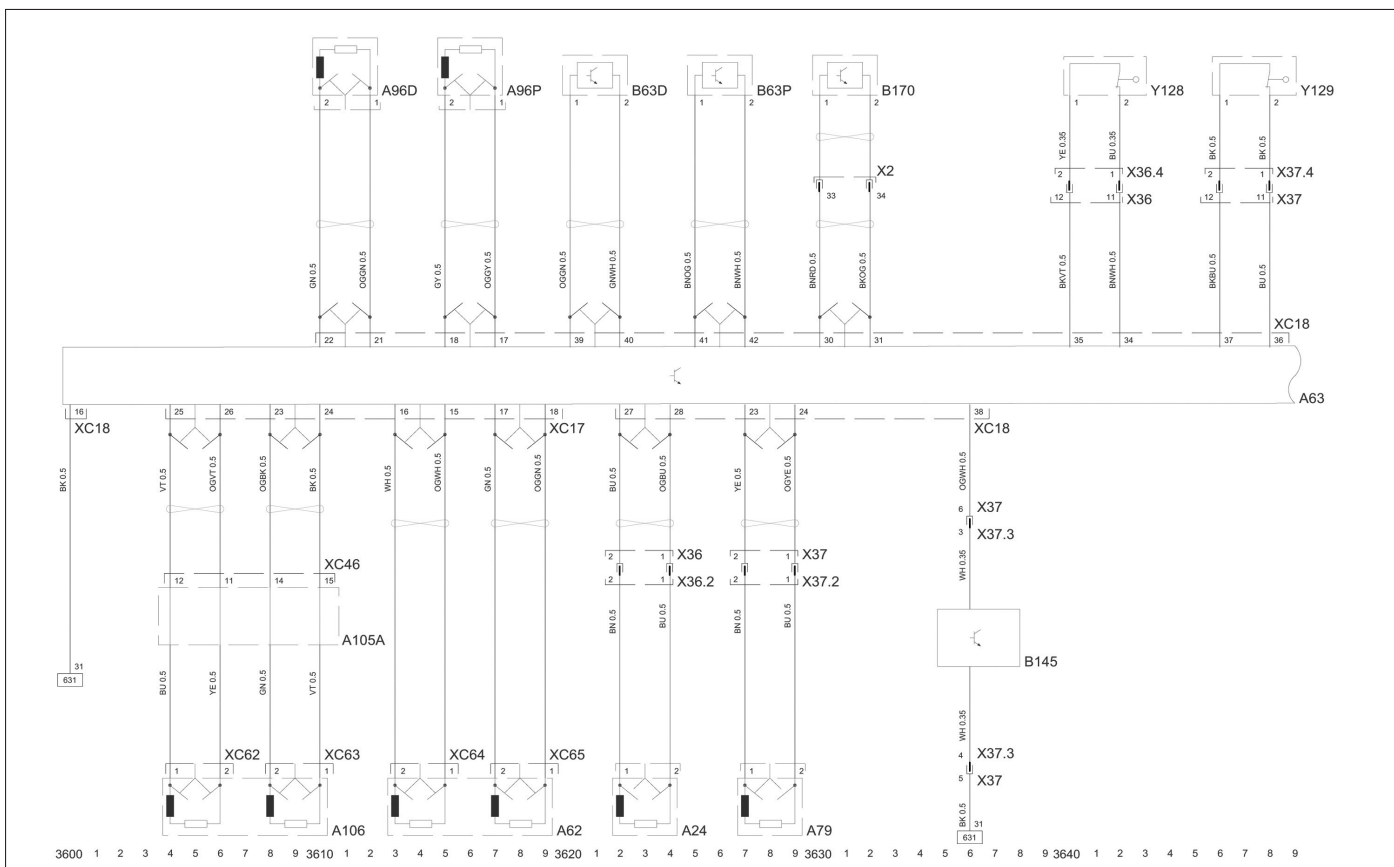 A96D A96P B63D B63P B170 Y128 Y129
2 1 2 1 1 2 1 2 1 2 1 2 1 2
YE 0.35 BU 0.35 BK 0.5 BK 0.5
X2 X36.4 X37.4
2 1 2 1
33 34 12 11 X36 12 11 X37
GN 0.5 OGGN 0.5 GY 0.5 OGGY 0.5 OGGN 0.5 GNWH 0.5 BNOG 0.5 BNWH 0.5 BNRD 0.5 BKOG 0.5 BKVT 0.5 BNWH 0.5 BKBU 0.5 BU 0.5
XC18
22 21 18 17 39 40 41 42 30 31 35 34 37 36
A63
16 25 26 23 24 16 15 17 18 27 28 23 24 38
XC18 XC17 XC18
BK 0.5 VT 0.5 OGVT 0.5 OGBK 0.5 BK 0.5 WH 0.5 OGWH 0.5 GN 0.5 OGGN 0.5 BU 0.5 OGBU 0.5 YE 0.5 OGYE 0.5 OGWH 0.5
6 X37
3 X37.3
2 1 X36 2 1 X37
XC46
12 11 14 15 2 1 X36.2 2 1 X37.2 WH 0.35
BN 0.5 BU 0.5 BN 0.5 BU 0.5
A105A
B145
31
631
BU 0.5 YE 0.5 GN 0.5 VT 0.5
WH 0.35
XC62 XC63 XC64 XC65 4 X37.3
1 2 2 1 2 1 2 1 1 2 1 2 5 X37
BK 0.5 31
A106 A62 A24 A79 631
3600 1 2 3 4 5 6 7 8 9 3610 1 2 3 4 5 6 7 8 9 3620 1 2 3 4 5 6 7 8 9 3630 1 2 3 4 5 6 7 8 9 3640 1 2 3 4 5 6 7 8 9